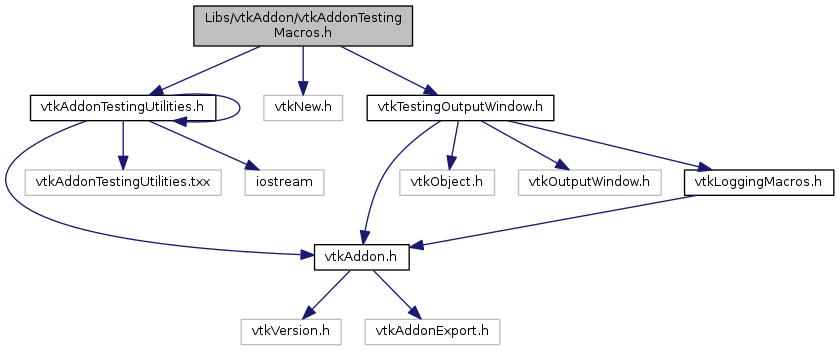 Libs/vtkAddon/vtkAddonTesting
Macros.h
vtkAddonTestingUtilities.h
vtkNew.h
vtkTestingOutputWindow.h
vtkAddonTestingUtilities.txx
iostream
vtkObject.h
vtkOutputWindow.h
vtkLoggingMacros.h
vtkAddon.h
vtkVersion.h
vtkAddonExport.h